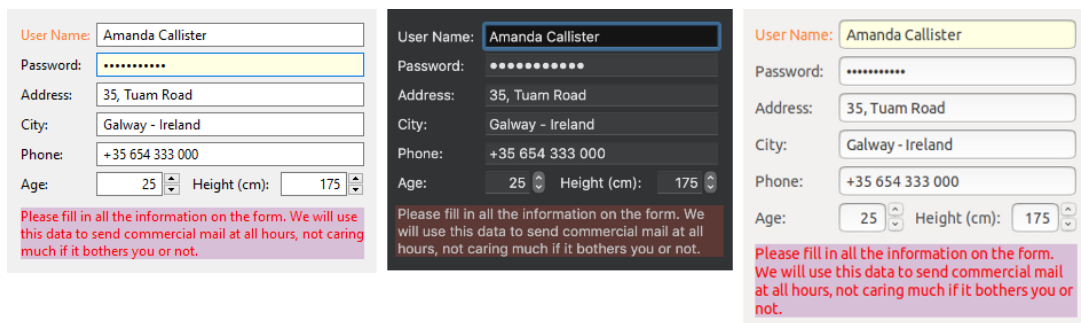 User Name: Amanda Callister
Password: •••••••••••
Address: 35, Tuam Road
City: Galway - Ireland
Phone: +35 654 333 000
Age: 25 Height (cm): 175
Please fill in all the information on the form. We will use
this data to send commercial mail at all hours, not caring
much if it bothers you or not.
User Name: Amanda Callister
Password: •••••••••••
Address: 35, Tuam Road
City: Galway - Ireland
Phone: +35 654 333 000
Age: 25 Height (cm): 175
Please fill in all the information on the form. We
will use this data to send commercial mail at all
hours, not caring much if it bothers you or not.
User Name: Amanda Callister
Password: •••••••••••
Address: 35, Tuam Road
City: Galway - Ireland
Phone: +35 654 333 000
Age: 25 Height (cm): 175
Please fill in all the information on the form.
We will use this data to send commercial mail
at all hours, not caring much if it bothers you or
not.